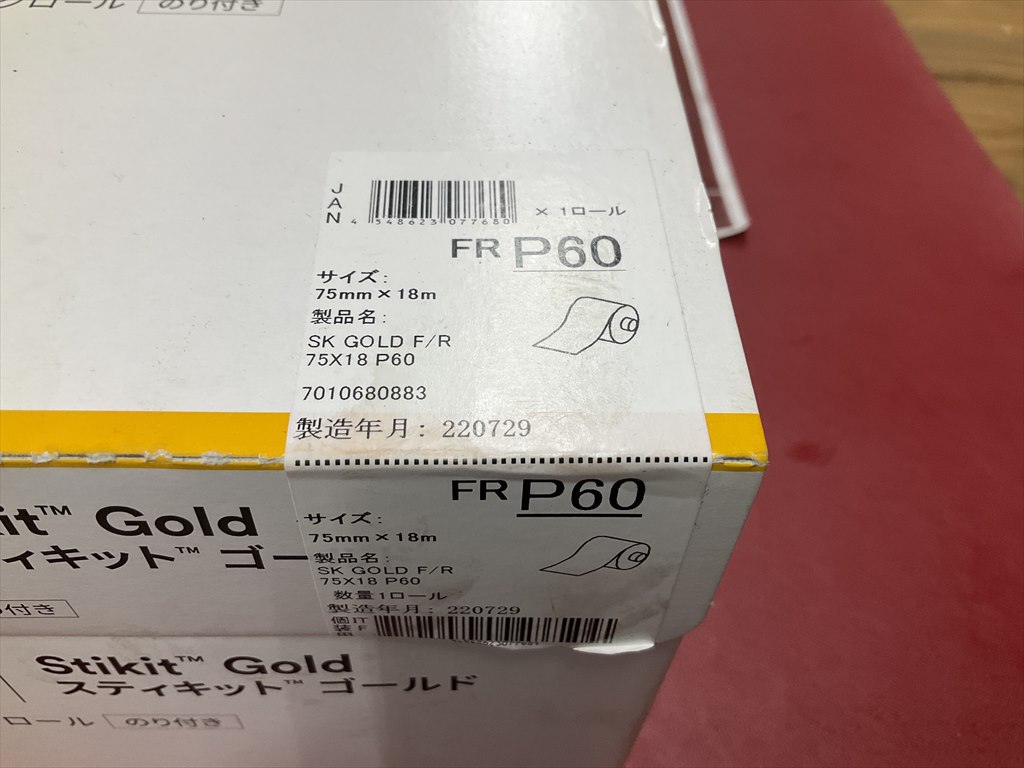 ロール のり付き
JAN
4 548623 077680
× 1ロール
FR P60
サイズ:
75mm×18m
製品名:
SK GOLD F/R
75X18 P60
7010680883
製造年月: 220729
FR P60
サイズ:
75mm×18m
製品名:
SK GOLD F/R
75X18 P60
数量1ロール
製造年月: 220729
kit™ Gold
ィキット™ ゴー
り付き
Stikit™ Gold
スティキット™ ゴールド
ロール のり付き